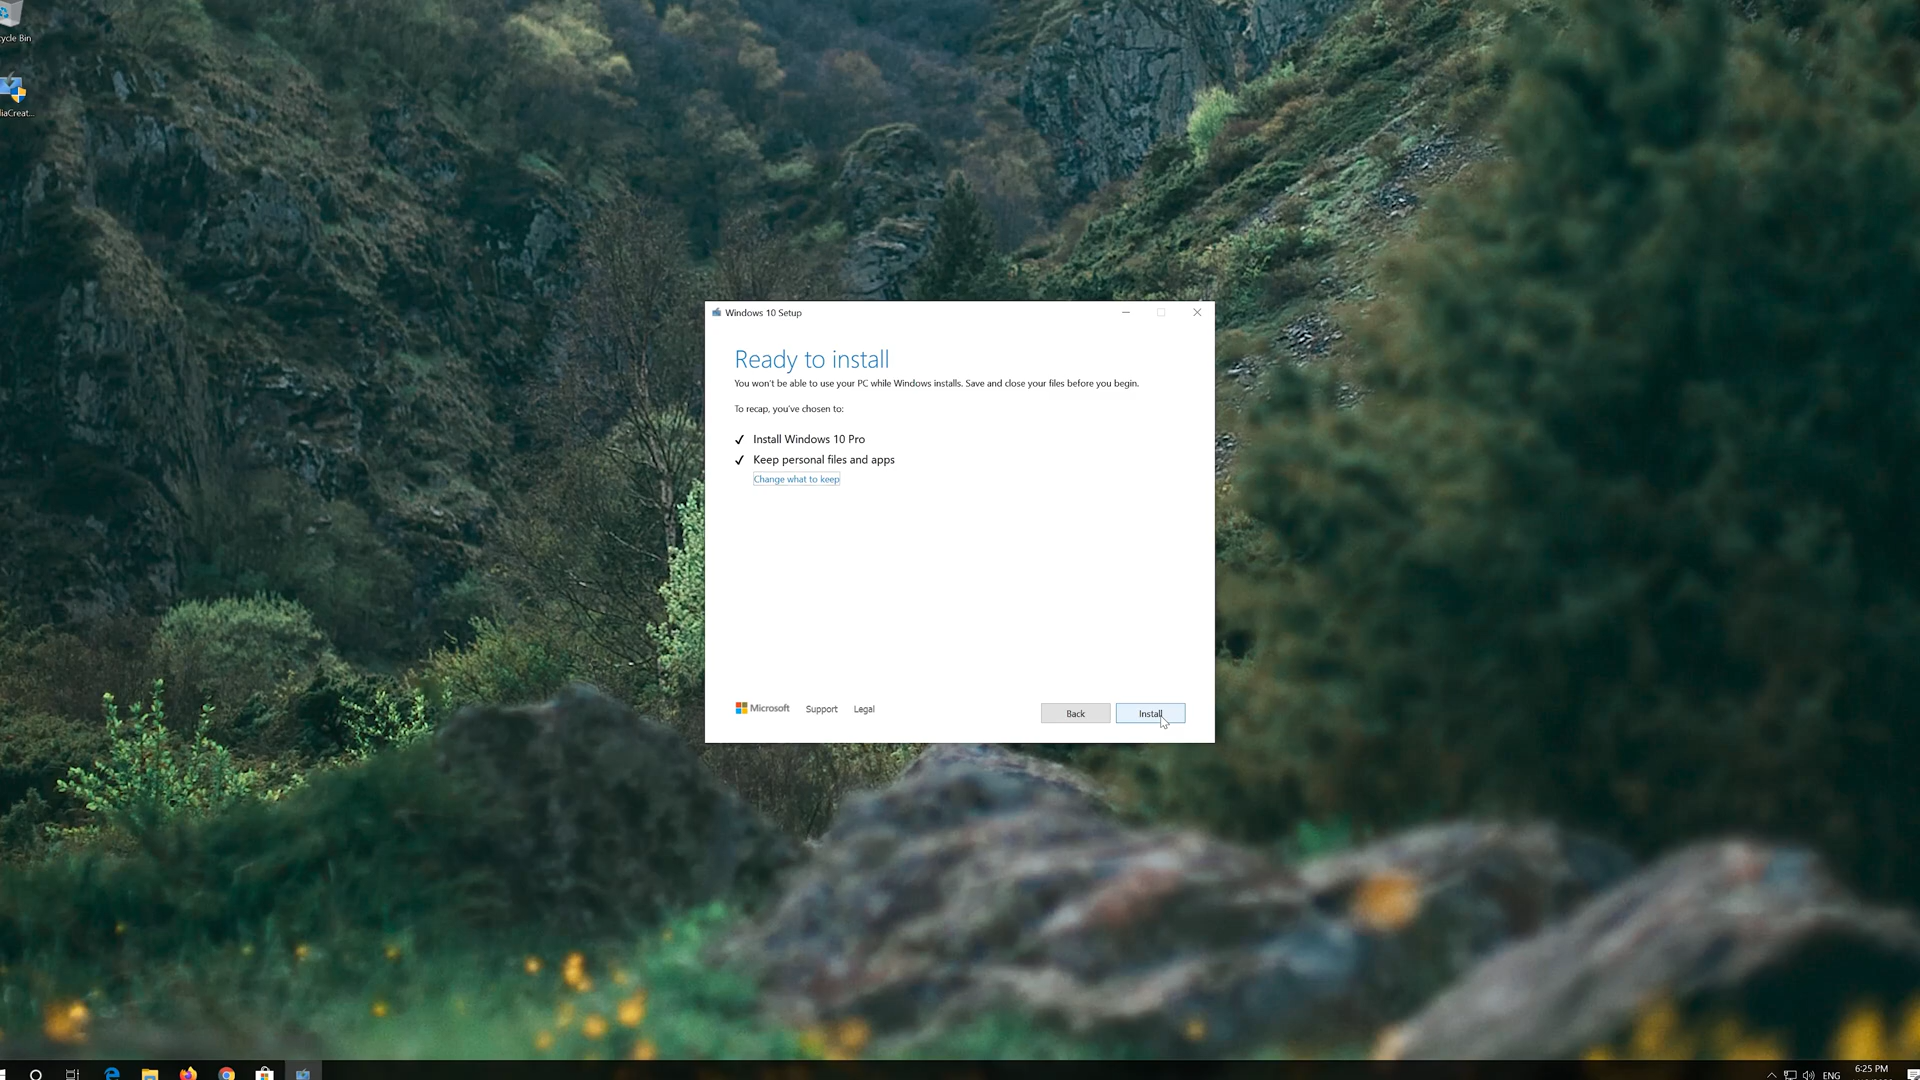 cycle Bin
diaCreat...
Windows 10 Setup
Ready to install
You won't be able to use your PC while Windows installs. Save and close your files before you begin.
To recap, you've chosen to:
Install Windows 10 Pro
Keep personal files and apps
Change what to keep
Microsoft
Support
Legal
Back
Install
ENG
6:25 PM